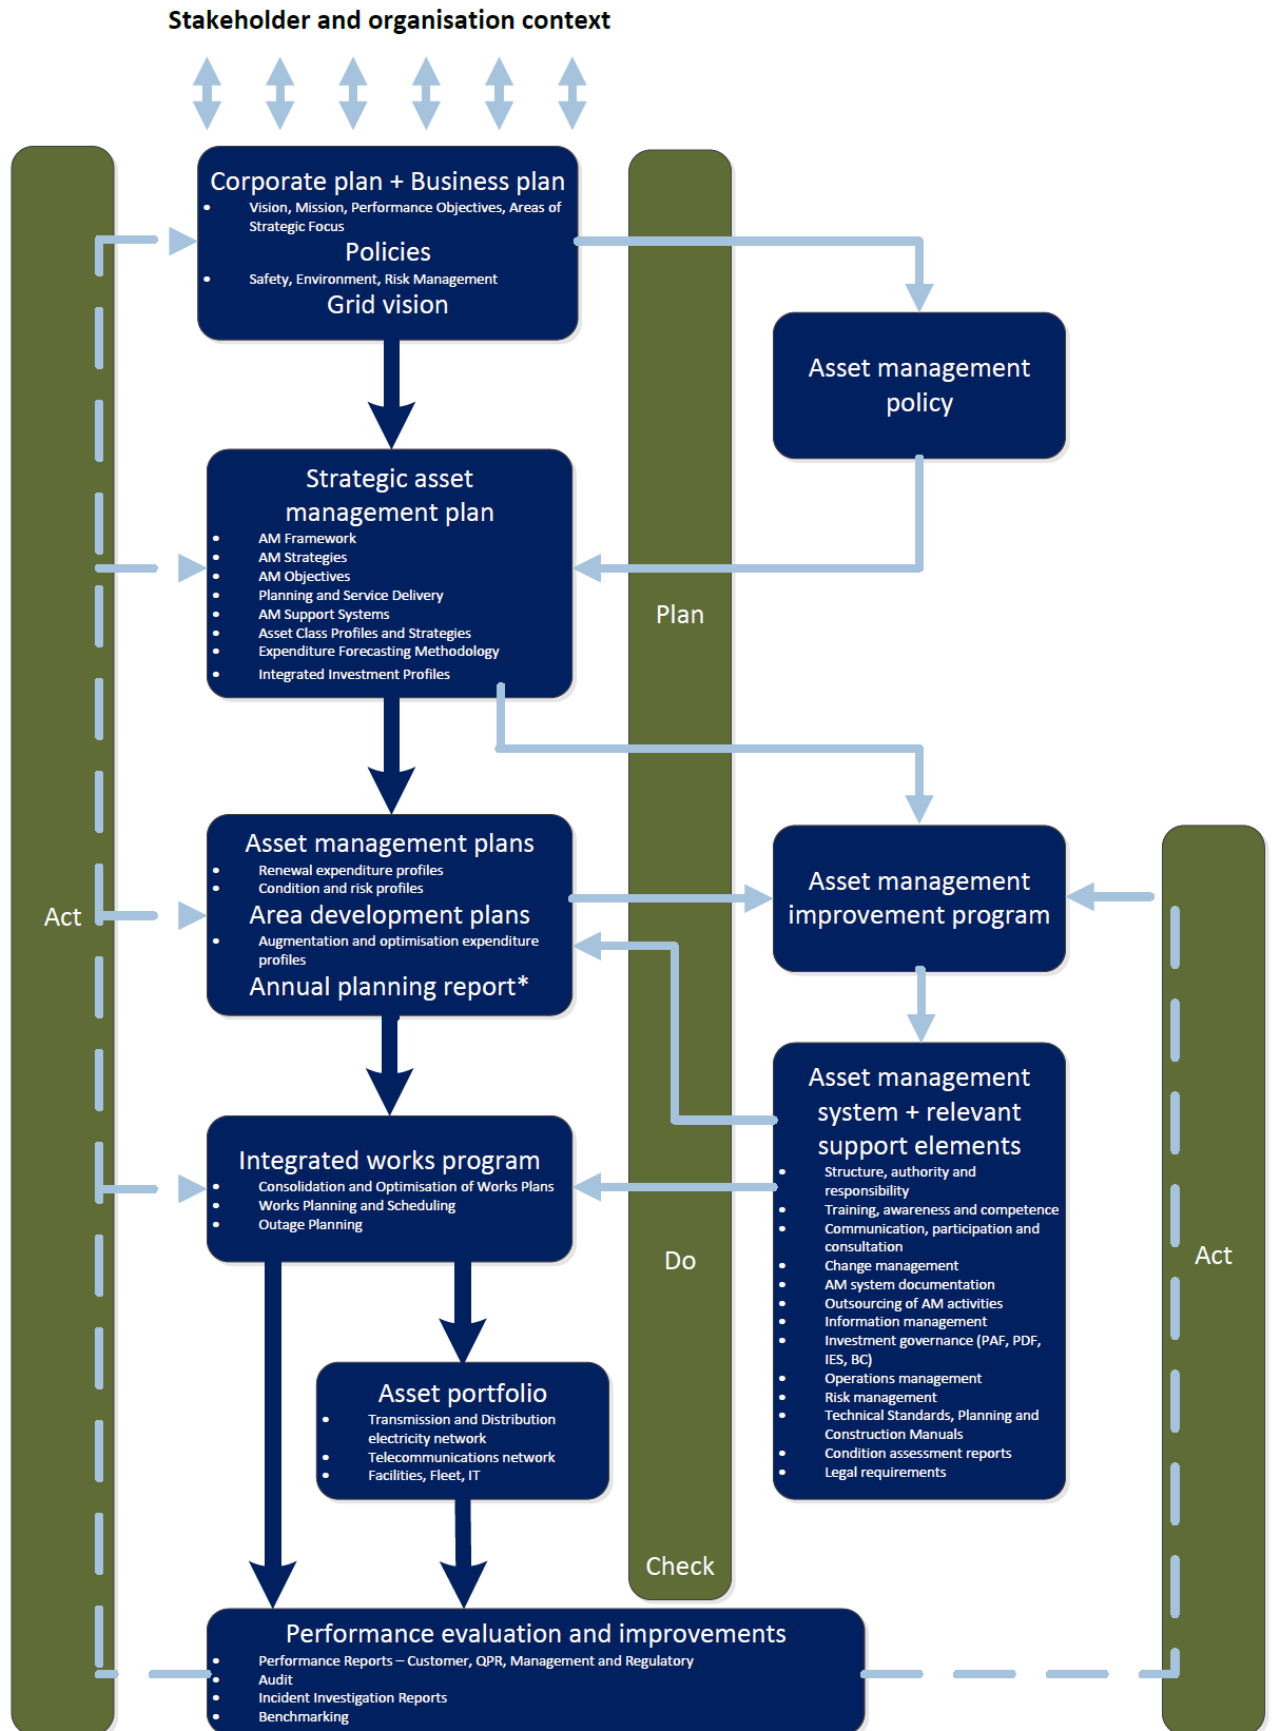 Stakeholder and organisation context
Corporate plan + Business plan
• Vision, Mission, Performance Objectives, Areas of
Strategic Focus
Policies
• Safety, Environment, Risk Management
Grid vision
Asset management
policy
Strategic asset
management plan
• AM Framework
• AM Strategies
• AM Objectives
• Planning and Service Delivery
• AM Support Systems
• Asset Class Profiles and Strategies
• Expenditure Forecasting Methodology
• Integrated Investment Profiles
Plan
Asset management plans
• Renewal expenditure profiles
• Condition and risk profiles
Area development plans
• Augmentation and optimisation expenditure
profiles
Annual planning report*
Asset management
improvement program
Act
Asset management
system + relevant
support elements
• Structure, authority and
responsibility
• Training, awareness and competence
• Communication, participation and
consultation
• Change management
• AM system documentation
• Outsourcing of AM activities
• Information management
• Investment governance (PAF, PDF,
IES, BC)
• Operations management
• Risk management
• Technical Standards, Planning and
Construction Manuals
• Condition assessment reports
• Legal requirements
Integrated works program
• Consolidation and Optimisation of Works Plans
• Works Planning and Scheduling
• Outage Planning
Do
Act
Asset portfolio
• Transmission and Distribution
electricity network
• Telecommunications network
• Facilities, Fleet, IT
Check
Performance evaluation and improvements
• Performance Reports – Customer, QPR, Management and Regulatory
• Audit
• Incident Investigation Reports
• Benchmarking